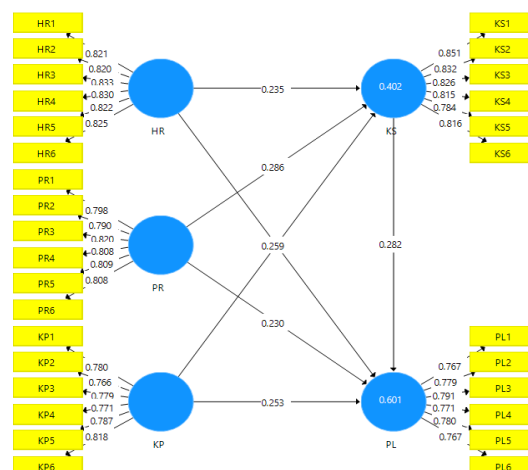 HR1
HR2
HR3
HR4
HR5
HR6
0.821
0.820
0.833
0.830
0.822
0.825
HR
PR1
PR2
PR3
PR4
PR5
PR6
0.798
0.790
0.820
0.808
0.809
0.808
PR
KP1
KP2
KP3
KP4
KP5
KP6
0.780
0.766
0.779
0.771
0.787
0.818
KP
0.235
0.286
0.259
0.230
0.253
0.282
0.402
KS
0.851
0.832
0.826
0.815
0.784
0.816
KS1
KS2
KS3
KS4
KS5
KS6
0.601
PL
0.767
0.779
0.791
0.771
0.780
0.767
PL1
PL2
PL3
PL4
PL5
PL6